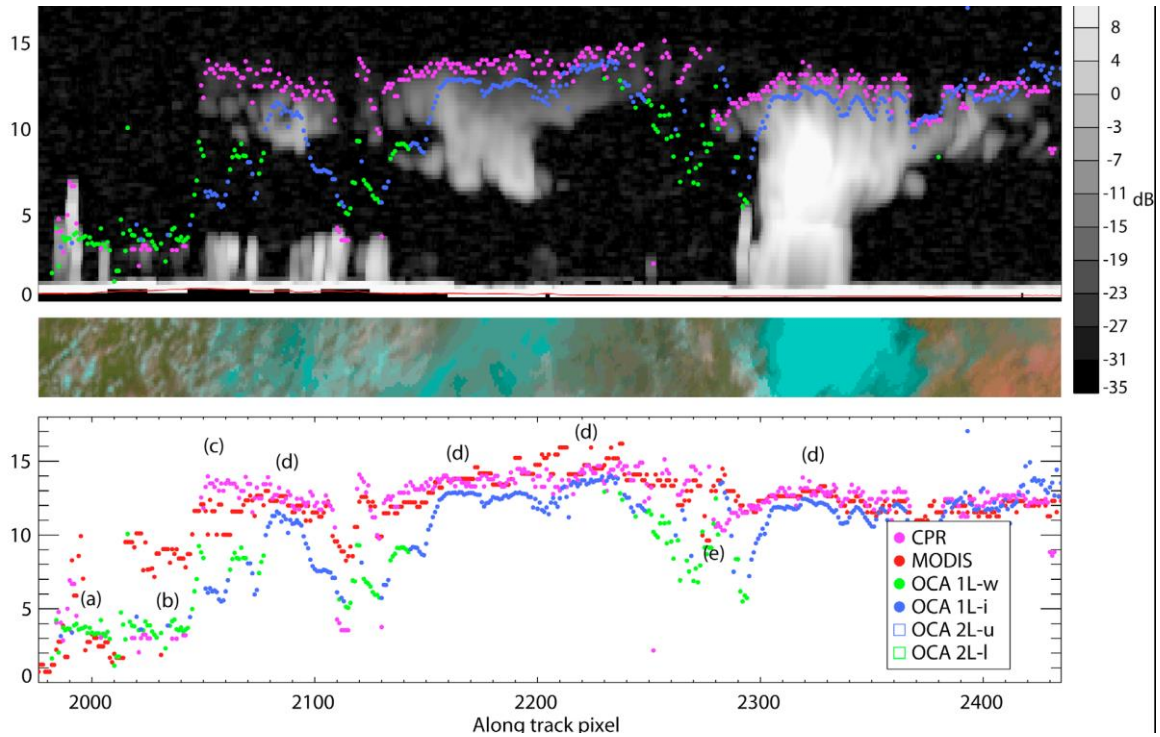 15
10
5
0
8
4
0
-3
-7
-11
-15
-19
-23
-27
-31
-35
dB
15
10
5
0
(a)
(b)
(c)
(d)
(d)
(d)
(e)
(d)
CPR
MODIS
OCA 1L-w
OCA 1L-i
OCA 2L-u
OCA 2L-l
2000
2100
2200
2300
2400
Along track pixel